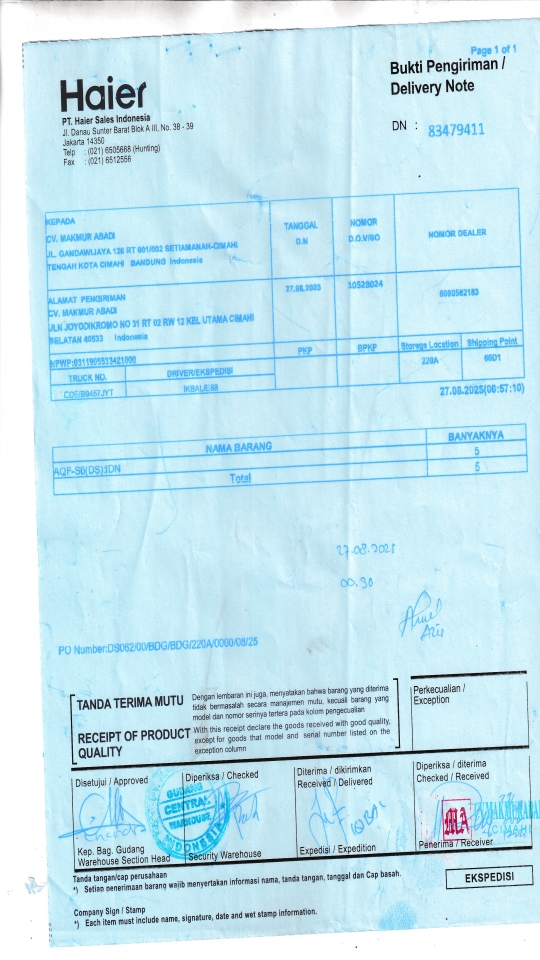 Page 1 of 1
Haier
Bukti Pengiriman /
Delivery Note
PT. Haier Sales Indonesia
Jl. Danau Sunter Barat Blok A III, No. 38 - 39
Jakarta 14350
Telp : (021) 6505668 (Hunting)
Fax : (021) 6512556
DN : 83479411
KEPADA
CV. MAKMUR ABADI
JL. GANDAWIJAYA 126 RT 001/002 SETIAMANAH-CIMAHI
TENGAH KOTA CIMAHI BANDUNG Indonesia
TANGGAL
D.N
NOMOR
D.O.V/SO
NOMOR DEALER
ALAMAT PENGIRIMAN
CV. MAKMUR ABADI
JLN JOYODIKROMO NO 31 RT 02 RW 12 KEL UTAMA CIMAHI
SELATAN 40533 Indonesia
27.08.2025
10528024
6080582183
NPWP:0311905533421000
PKP
BPKP
Storage Location
Shipping Point
220A
66D1
TRUCK NO.
DRIVER/EKSPEDISI
CDE/B9457JYT
27.08.2025(00:57:10)
NAMA BARANG
BANYAKNYA
AQF-S6(DS):IDN
5
Total
5
27.08.2025
00.30
Azis
PO Number:DS062/00/BDG/BDG/220A/0000/08/25
TANDA TERIMA MUTU
Dengan lembaran ini juga, menyatakan bahwa barang yang diterima
tidak bermasalah secara manajemen mutu, kecuali barang yang
model dan nomor serinya tertera pada kolom pengecualian
RECEIPT OF PRODUCT
QUALITY
With this receipt declare the goods received with good quality,
except for goods that model and serial number listed on the
exception column
Perkecualian /
Exception
Disetujui / Approved
Diperiksa / Checked
Diterima / dikirimkan
Received / Delivered
Diperiksa / diterima
Checked / Received
GUDANG
CENTRAL
WAREHOUSE
INDONESIA
IQBAL
MA
Kep. Bag. Gudang
Warehouse Section Head
Security Warehouse
Expedisi / Expedition
Penerima / Receiver
Tanda tangan/cap perusahaan
*) Setiap penerimaan barang wajib menyertakan informasi nama, tanda tangan, tanggal dan Cap basah.
EKSPEDISI
Company Sign / Stamp
*) Each item must include name, signature, date and wet stamp information.